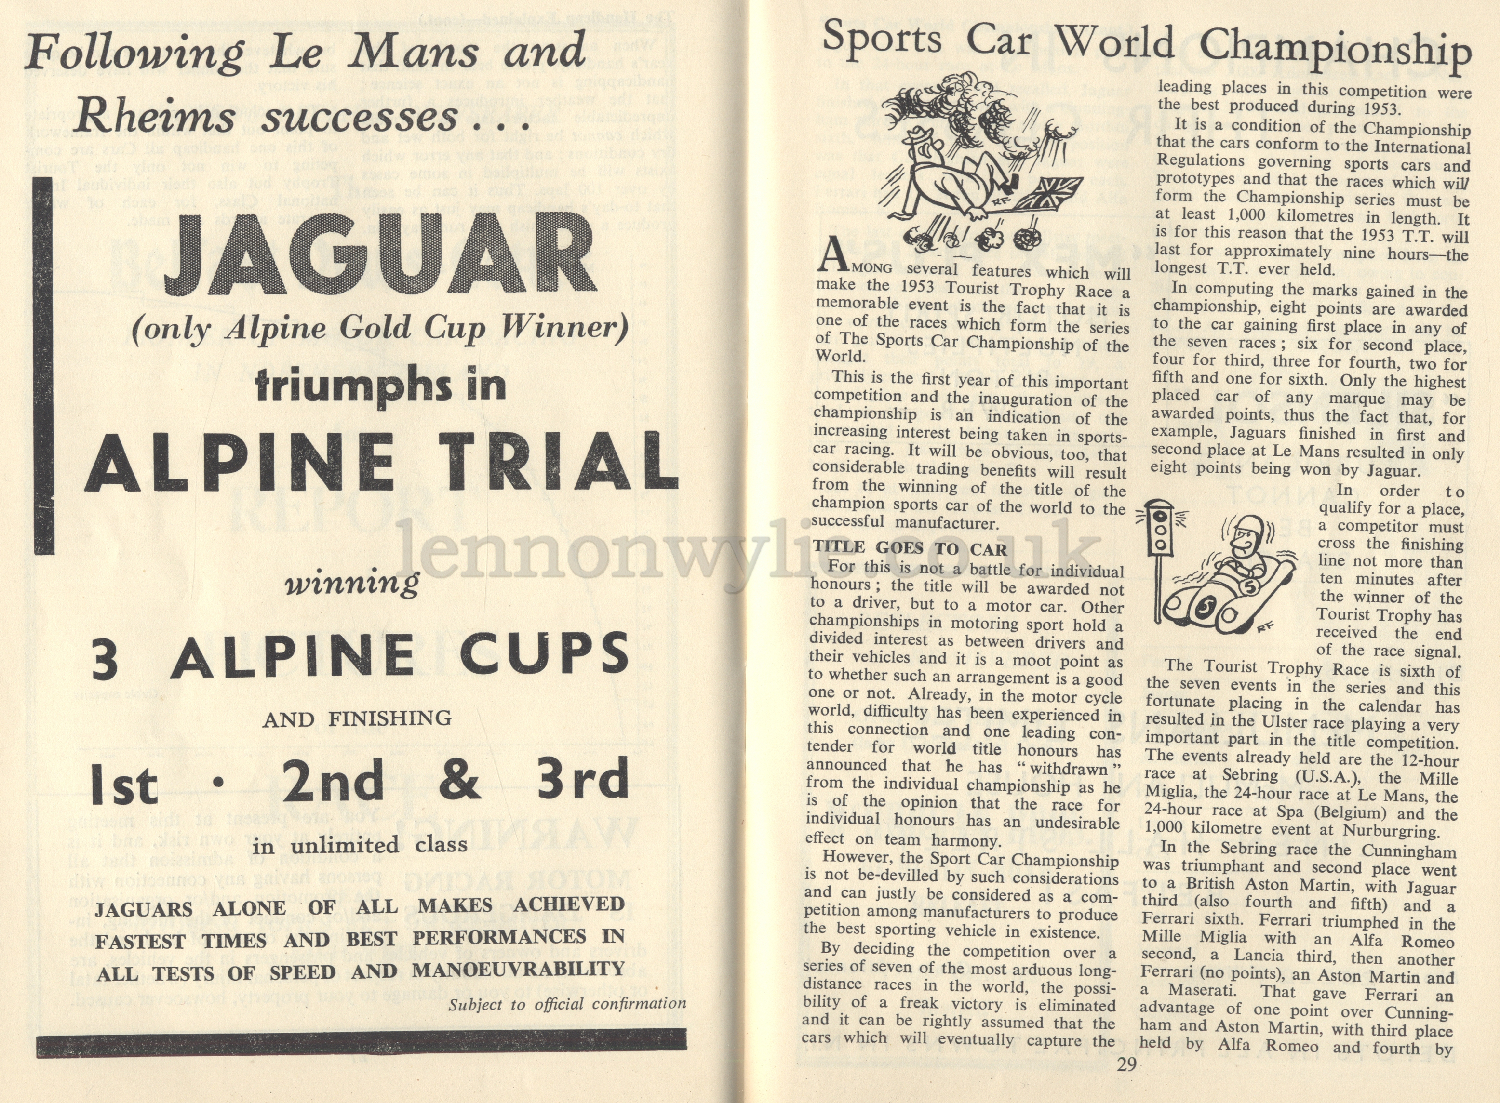 Following Le Mans and
Rheims successes . . .
JAGUAR
(only Alpine Gold Cup Winner)
triumphs in
ALPINE TRIAL
winning
3 ALPINE CUPS
AND FINISHING
1st · 2nd & 3rd
in unlimited class
JAGUARS ALONE OF ALL MAKES ACHIEVED
FASTEST TIMES AND BEST PERFORMANCES IN
ALL TESTS OF SPEED AND MANOEUVRABILITY
Subject to official confirmation
lennonwylie.co.uk
Sports Car World Championship
RF
AMONG several features which will
make the 1953 Tourist Trophy Race a
memorable event is the fact that it is
one of the races which form the series
of The Sports Car Championship of the
World.
This is the first year of this important
competition and the inauguration of the
championship is an indication of the
increasing interest being taken in sports-
car racing. It will be obvious, too, that
considerable trading benefits will result
from the winning of the title of the
champion sports car of the world to the
successful manufacturer.
TITLE GOES TO CAR
For this is not a battle for individual
honours ; the title will be awarded not
to a driver, but to a motor car. Other
championships in motoring sport hold a
divided interest as between drivers and
their vehicles and it is a moot point as
to whether such an arrangement is a good
one or not. Already, in the motor cycle
world, difficulty has been experienced in
this connection and one leading con-
tender for world title honours has
announced that he has "withdrawn"
from the individual championship as he
is of the opinion that the race for
individual honours has an undesirable
effect on team harmony.
However, the Sport Car Championship
is not be-devilled by such considerations
and can justly be considered as a com-
petition among manufacturers to produce
the best sporting vehicle in existence.
By deciding the competition over a
series of seven of the most arduous long-
distance races in the world, the possi-
bility of a freak victory is eliminated
and it can be rightly assumed that the
cars which will eventually capture the
leading places in this competition were
the best produced during 1953.
It is a condition of the Championship
that the cars conform to the International
Regulations governing sports cars and
prototypes and that the races which will
form the Championship series must be
at least 1,000 kilometres in length. It
is for this reason that the 1953 T.T. will
last for approximately nine hours—the
longest T.T. ever held.
In computing the marks gained in the
championship, eight points are awarded
to the car gaining first place in any of
the seven races ; six for second place,
four for third, three for fourth, two for
fifth and one for sixth. Only the highest
placed car of any marque may be
awarded points, thus the fact that, for
example, Jaguars finished in first and
second place at Le Mans resulted in only
eight points being won by Jaguar.
In order to
qualify for a place,
a competitor must
cross the finishing
line not more than
ten minutes after
the winner of the
Tourist Trophy has
received the end
of the race signal.
5
5
RF
The Tourist Trophy Race is sixth of
the seven events in the series and this
fortunate placing in the calendar has
resulted in the Ulster race playing a very
important part in the title competition.
The events already held are the 12-hour
race at Sebring (U.S.A.), the Mille
Miglia, the 24-hour race at Le Mans, the
24-hour race at Spa (Belgium) and the
1,000 kilometre event at Nurburgring.
In the Sebring race the Cunningham
was triumphant and second place went
to a British Aston Martin, with Jaguar
third (also fourth and fifth) and a
Ferrari sixth. Ferrari triumphed in the
Mille Miglia with an Alfa Romeo
second, a Lancia third, then another
Ferrari (no points), an Aston Martin and
a Maserati. That gave Ferrari an
advantage of one point over Cunning-
ham and Aston Martin, with third place
held by Alfa Romeo and fourth by
29